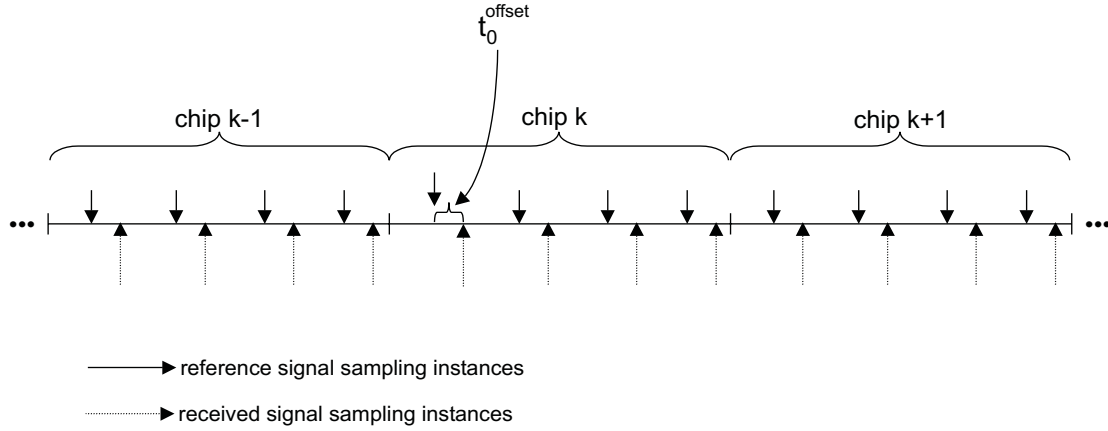 t₀ᵒᶠᶠˢᵉᵗ
chip k-1
chip k
chip k+1
••• •••
reference signal sampling instances
received signal sampling instances